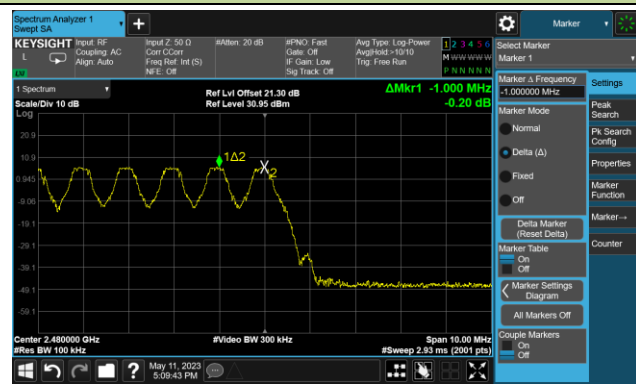 Spectrum Analyzer 1
Swept SA
+
Marker
KEYSIGHT
L
Input: RF
Coupling: AC
Align: Auto
Input Z: 50 Ω
Corr CCorr
Freq Ref: Int (S)
NFE: Off
#Atten: 20 dB
#PNO: Fast
Gate: Off
IF Gain: Low
Sig Track: Off
Avg Type: Log-Power
Avg|Hold:>10/10
Trig: Free Run
1 2 3 4 5 6
M W W W W W
P N N N N N
Select Marker
Marker 1
1 Spectrum
Scale/Div 10 dB
Log
Ref Lvl Offset 21.30 dB
Ref Level 30.95 dBm
ΔMkr1 -1.000 MHz
-0.20 dB
20.9
10.9
0.945
-9.06
-19.1
-29.1
-39.1
-49.1
-59.1
1Δ2
X2
Center 2.480000 GHz
#Res BW 100 kHz
#Video BW 300 kHz
Span 10.00 MHz
#Sweep 2.93 ms (2001 pts)
Marker Δ Frequency
-1.000000 MHz
Marker Mode
Normal
Delta (Δ)
Fixed
Off
Delta Marker
(Reset Delta)
Marker Table
On
Off
Marker Settings
Diagram
All Markers Off
Couple Markers
On
Off
Settings
Peak
Search
Pk Search
Config
Properties
Marker
Function
Marker→
Counter
?
May 11, 2023
5:09:43 PM